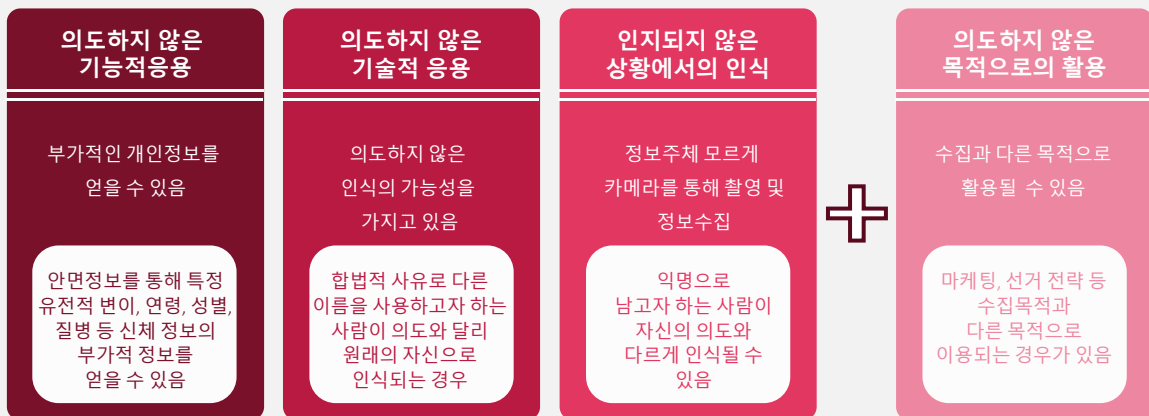 의도하지 않은
기능적응용
부가적인 개인정보를
얻을 수 있음
안면정보를 통해 특정
유전적 변이, 연령, 성별,
질병 등 신체 정보의
부가적 정보를
얻을 수 있음
의도하지 않은
기술적 응용
의도하지 않은
인식의 가능성을
가지고 있음
합법적 사유로 다른
이름을 사용하고자 하는
사람이 의도와 달리
원래의 자신으로
인식되는 경우
인지되지 않은
상황에서의 인식
정보주체 모르게
카메라를 통해 촬영 및
정보수집
익명으로
남고자 하는 사람이
자신의 의도와
다르게 인식될 수
있음
의도하지 않은
목적으로의 활용
수집과 다른 목적으로
활용될 수 있음
마케팅, 선거 전략 등
수집목적과
다른 목적으로
이용되는 경우가 있음